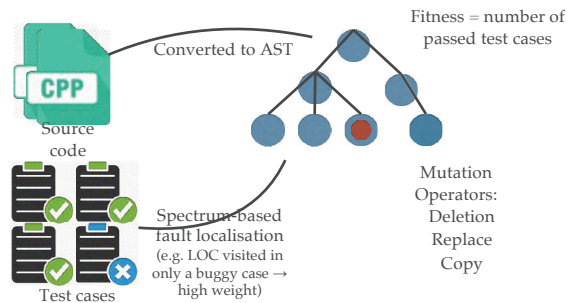 Fitness = number of
passed test cases
Converted to AST
CPP
Source
code
Mutation
Operators:
Deletion
Replace
Copy
Spectrum-based
fault localisation
(e.g. LOC visited in
only a buggy case →
high weight)
Test cases